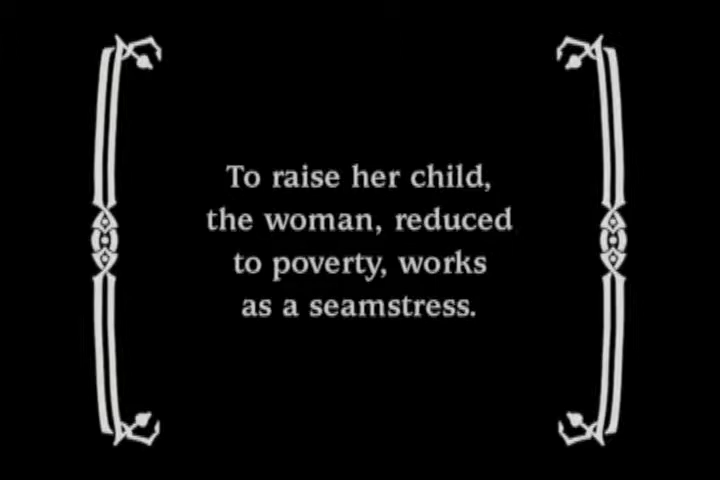 To raise her child,
the woman, reduced
to poverty, works
as a seamstress.